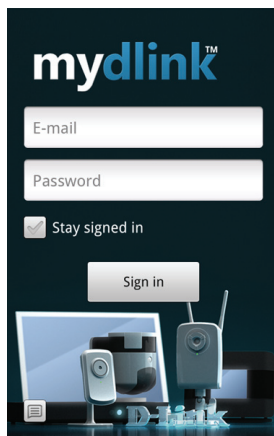 mydlink™
E-mail
Password
Stay signed in
Sign in
D-Link